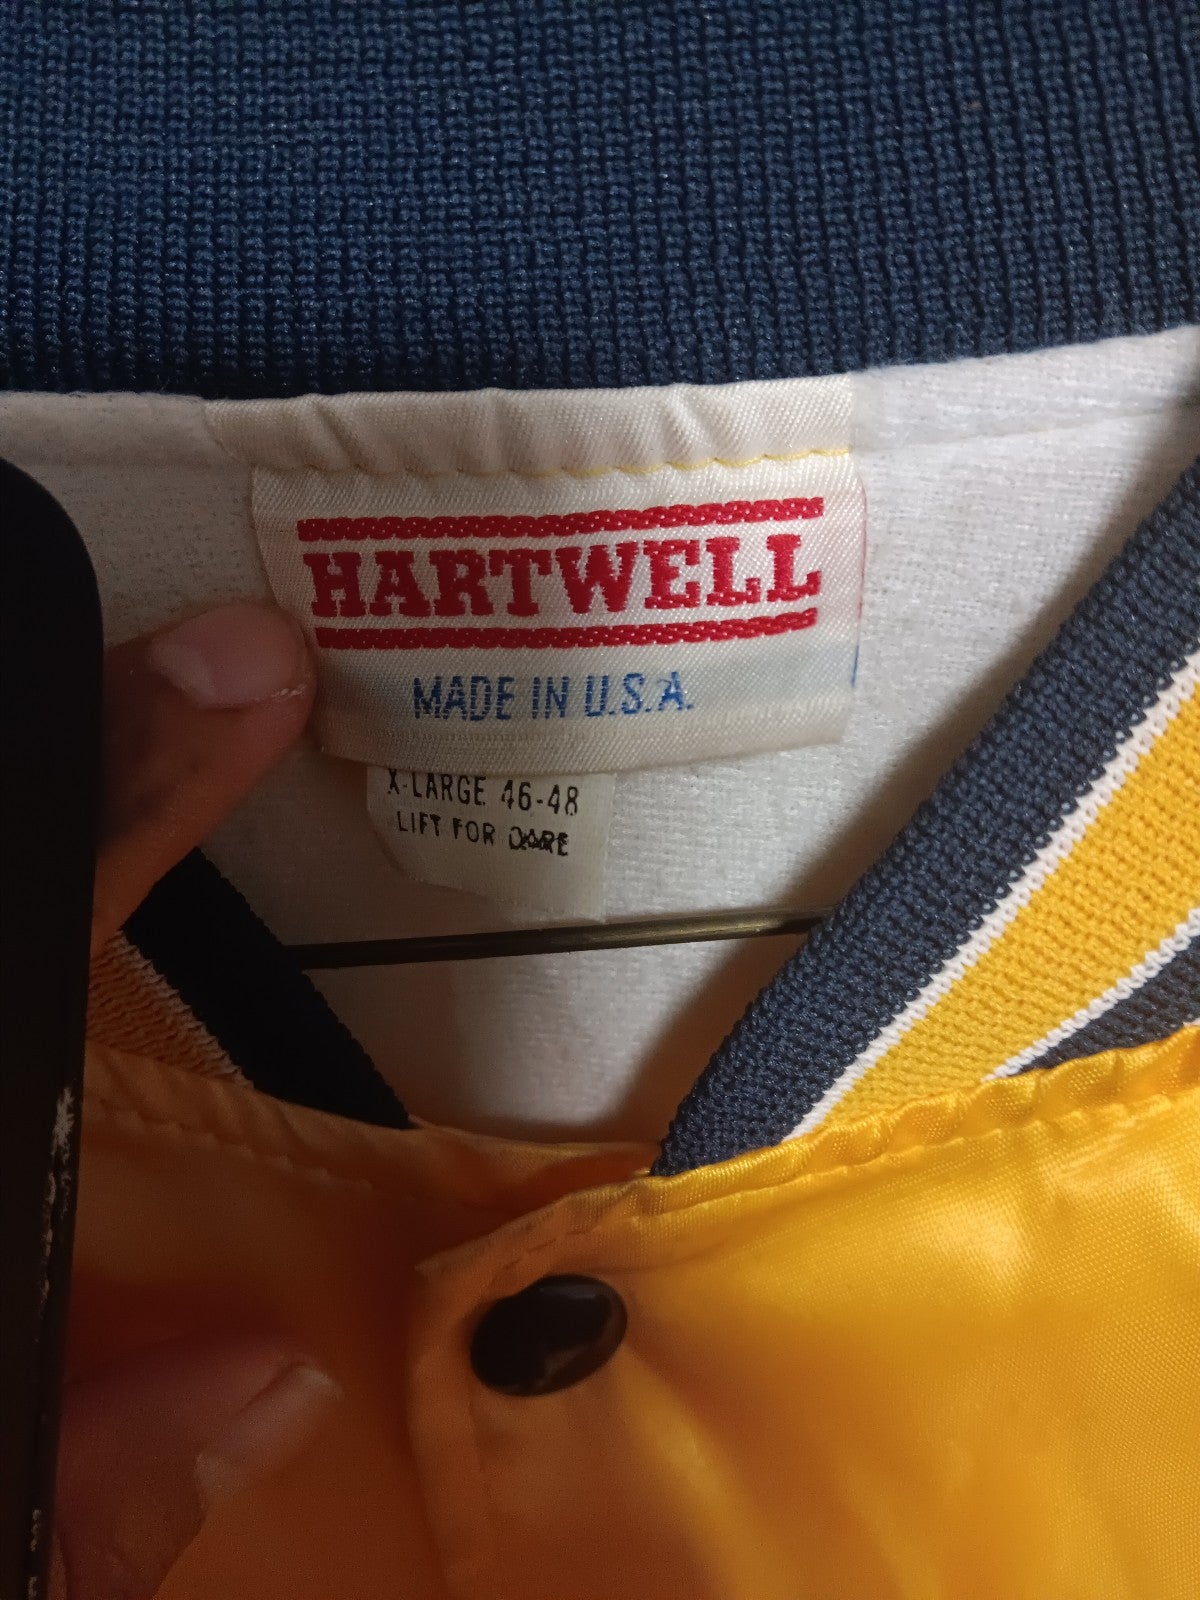 HARTWELL
MADE IN U.S.A.
X-LARGE 46-48
LIFT FOR CARE